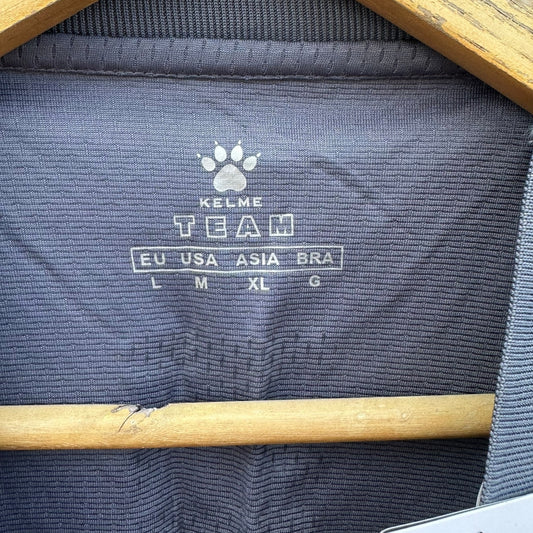 KELME
TEAM
EU USA ASIA BRA
L M XL G